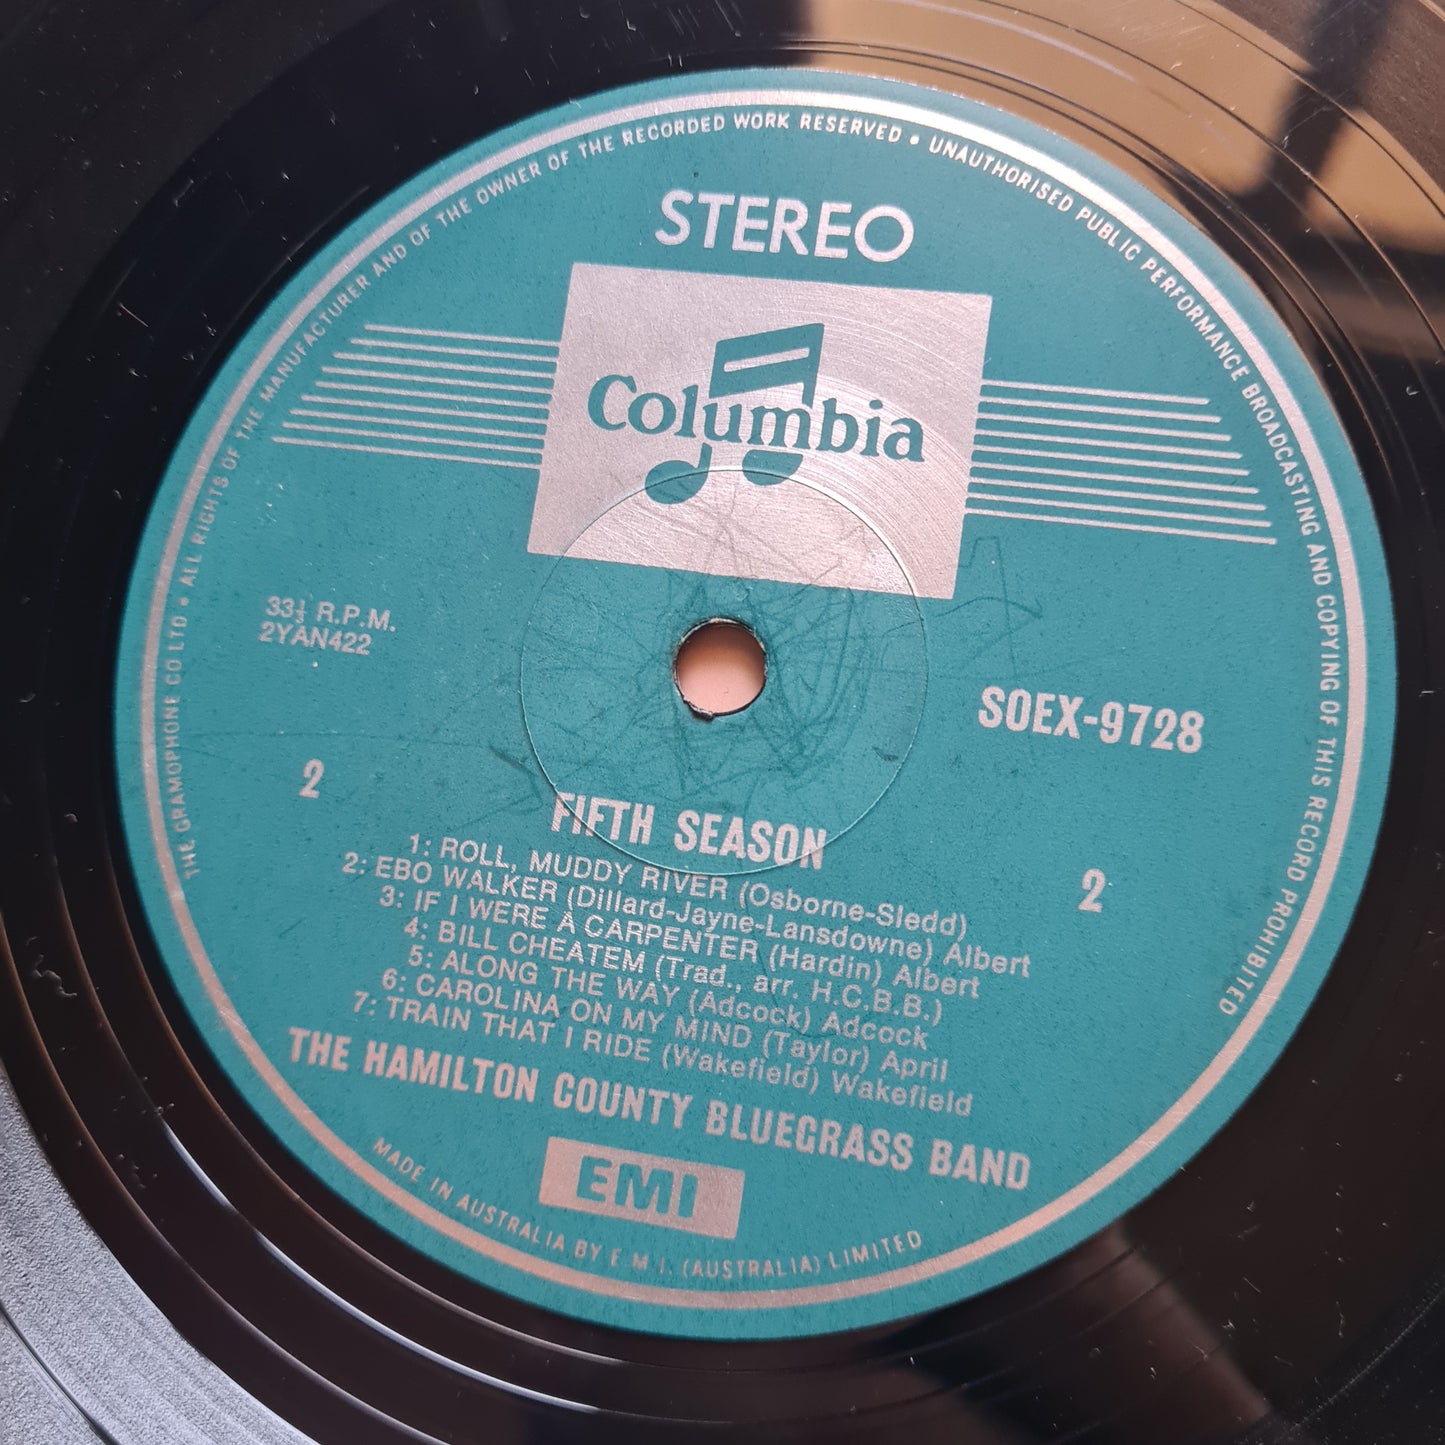 THE GRAMOPHONE CO LTD • ALL RIGHTS OF THE MANUFACTURER AND OF THE OWNER OF THE RECORDED WORK RESERVED • UNAUTHORISED PUBLIC PERFORMANCE BROADCASTING AND COPYING OF THIS RECORD PROHIBITED
STEREO
Columbia
33⅓ R.P.M.
2YAN422
SOEX-9728
2
2
FIFTH SEASON
1: ROLL, MUDDY RIVER (Osborne-Sledd)
2: EBO WALKER (Dillard-Jayne-Lansdowne) Albert
3: IF I WERE A CARPENTER (Hardin) Albert
4: BILL CHEATEM (Trad., arr. H.C.B.B.)
5: ALONG THE WAY (Adcock) Adcock
6: CAROLINA ON MY MIND (Taylor) April
7: TRAIN THAT I RIDE (Wakefield) Wakefield
THE HAMILTON COUNTY BLUEGRASS BAND
EMI
MADE IN AUSTRALIA BY E.M.I. (AUSTRALIA) LIMITED